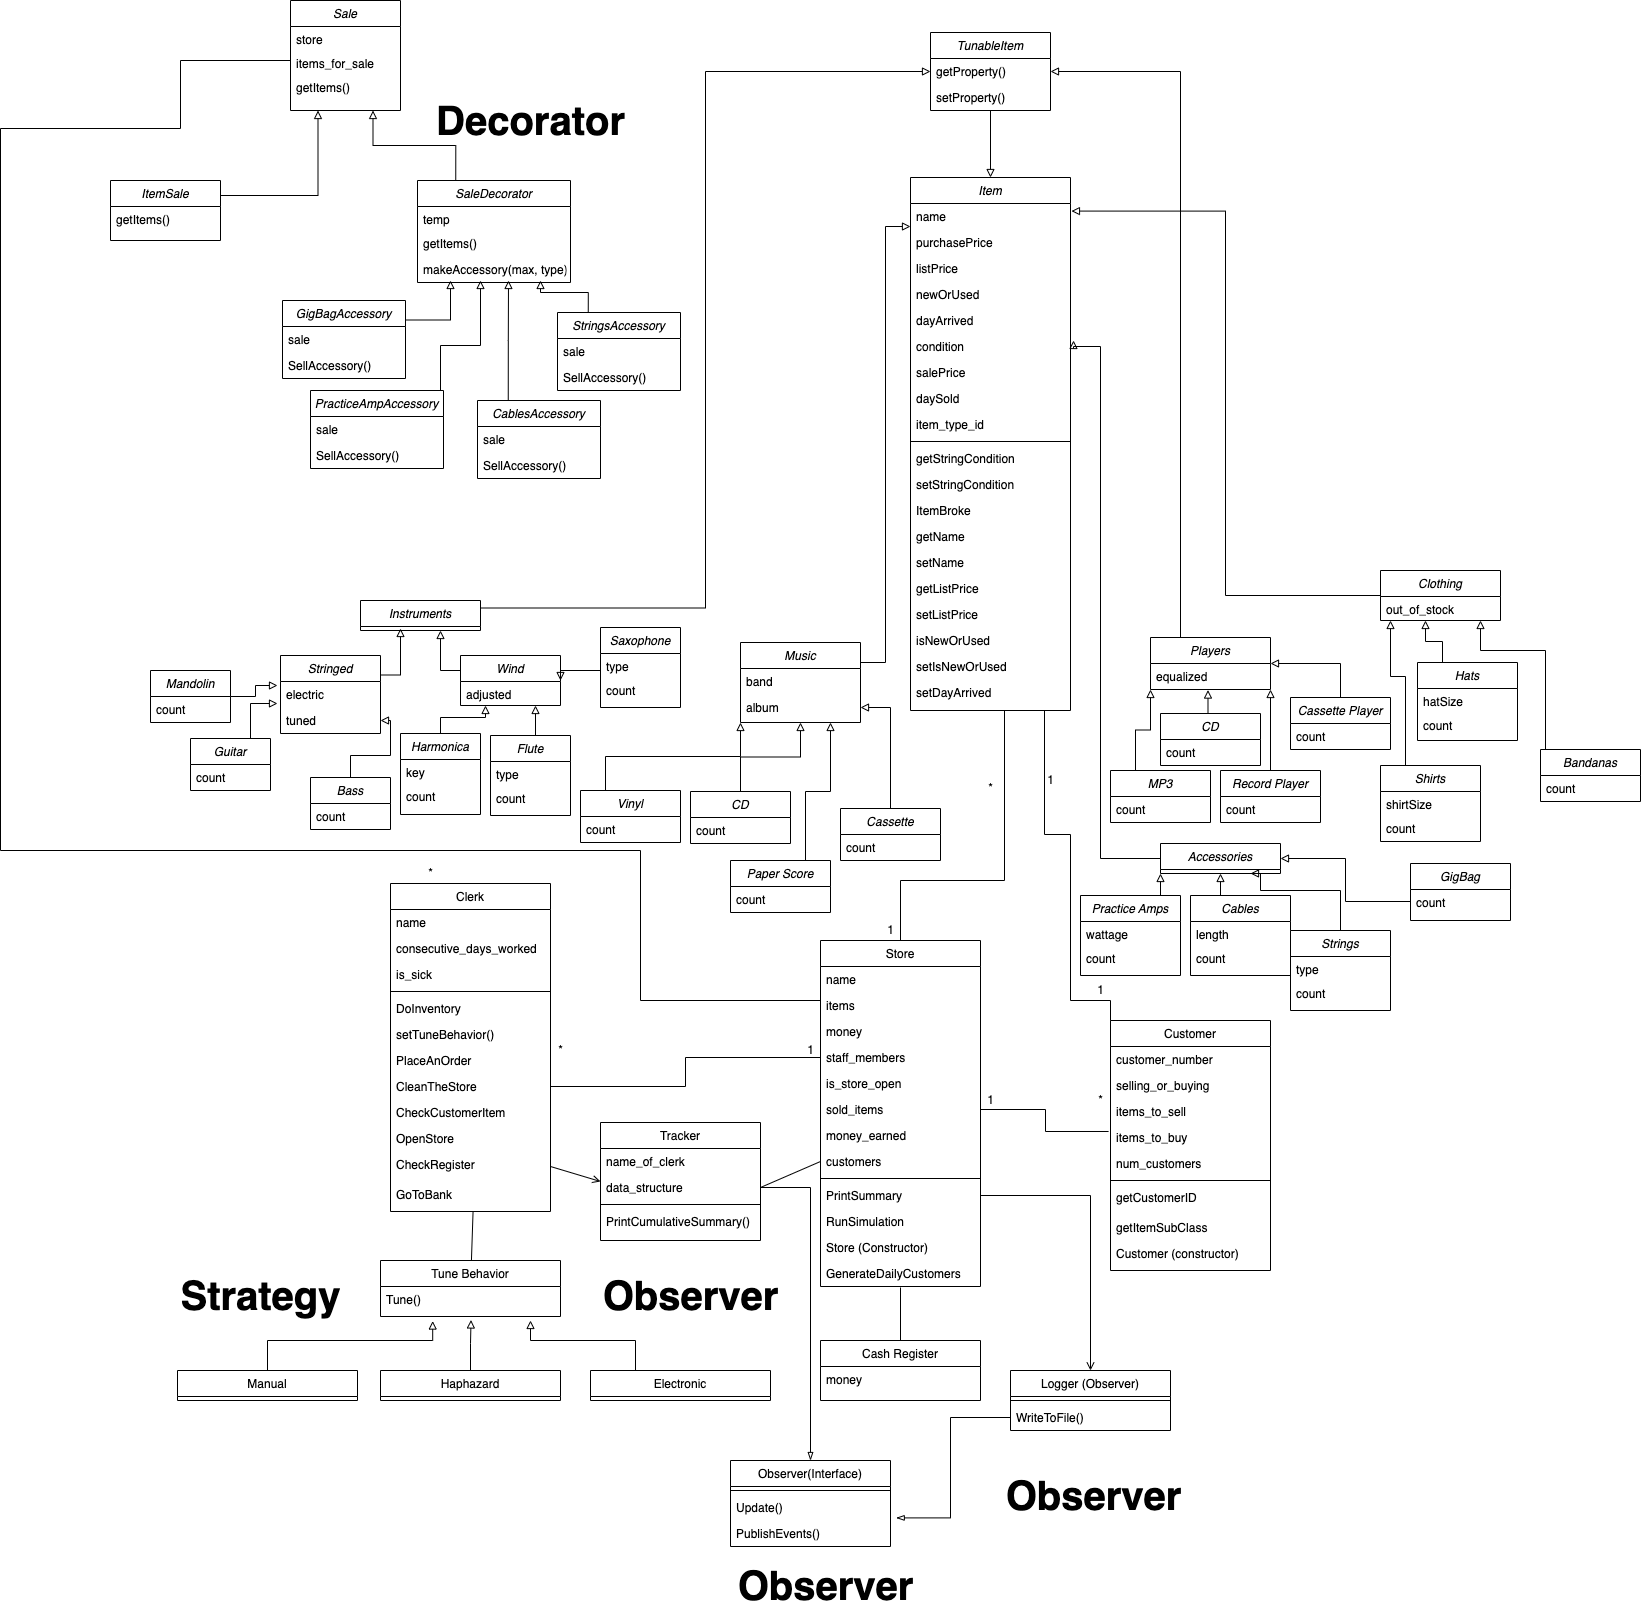 Sale
store
items_for_sale
getItems()
Decorator
ItemSale
getItems()
SaleDecorator
temp
getItems()
makeAccessory(max, type)
GigBagAccessory
sale
SellAccessory()
StringsAccessory
sale
SellAccessory()
PracticeAmpAccessory
sale
SellAccessory()
CablesAccessory
sale
SellAccessory()
TunableItem
getProperty()
setProperty()
Item
name
purchasePrice
listPrice
newOrUsed
dayArrived
condition
salePrice
daySold
item_type_id
getStringCondition
setStringCondition
ItemBroke
getName
setName
getListPrice
setListPrice
isNewOrUsed
setIsNewOrUsed
setDayArrived
Instruments
Stringed
electric
tuned
Wind
adjusted
Saxophone
type
count
Mandolin
count
Guitar
count
Bass
count
Harmonica
key
count
Flute
type
count
Music
band
album
Vinyl
count
CD
count
Paper Score
count
Cassette
count
Players
equalized
CD
count
Cassette Player
count
MP3
count
Record Player
count
Clothing
out_of_stock
Hats
hatSize
count
Shirts
shirtSize
count
Bandanas
count
Accessories
Practice Amps
wattage
count
Cables
length
count
Strings
type
count
GigBag
count
*
1
*
1
1
Clerk
name
consecutive_days_worked
is_sick
DoInventory
setTuneBehavior()
PlaceAnOrder
CleanTheStore
CheckCustomerItem
OpenStore
CheckRegister
GoToBank
*
1
Store
name
items
money
staff_members
is_store_open
sold_items
money_earned
customers
PrintSummary
RunSimulation
Store (Constructor)
GenerateDailyCustomers
1
*
Customer
customer_number
selling_or_buying
items_to_sell
items_to_buy
num_customers
getCustomerID
getItemSubClass
Customer (constructor)
Tracker
name_of_clerk
data_structure
PrintCumulativeSummary()
Strategy
Tune Behavior
Tune()
Observer
Manual
Haphazard
Electronic
Cash Register
money
Logger (Observer)
WriteToFile()
Observer(Interface)
Update()
PublishEvents()
Observer
Observer